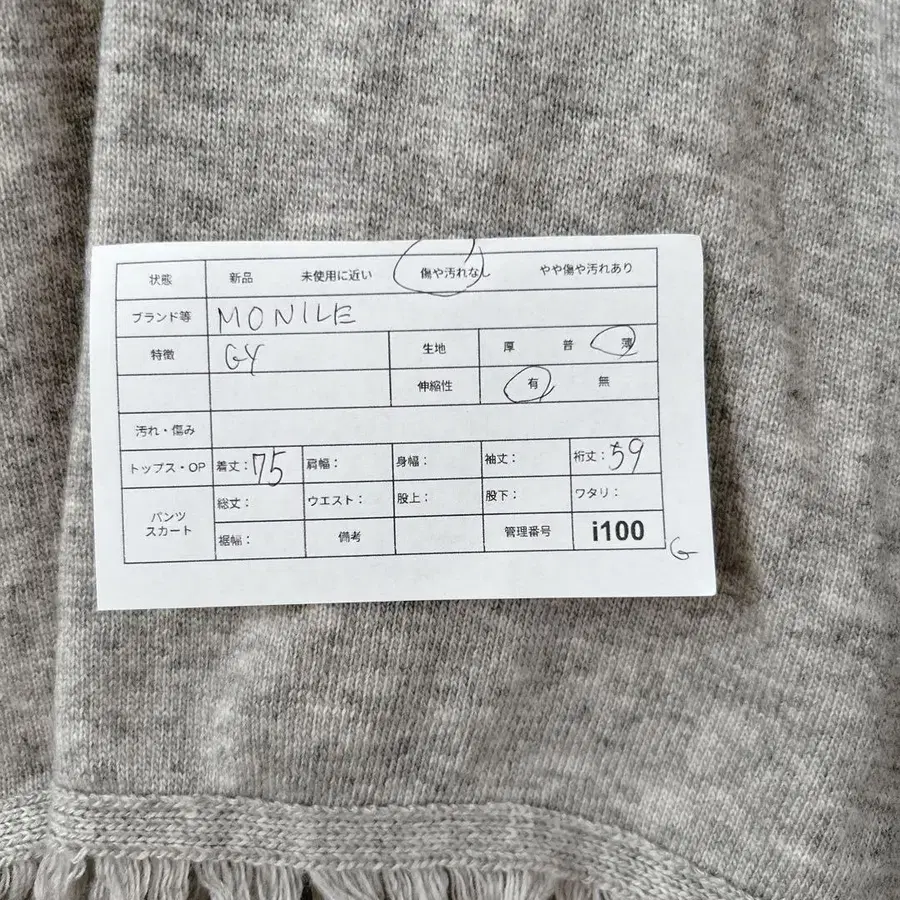 状態 新品 未使用に近い 傷や汚れなし やや傷や汚れあり
ブランド等 MONILE
特徴 GY 生地 厚 普 薄
伸縮性 有 無
汚れ・傷み
トップス・OP 着丈：75 肩幅： 身幅： 袖丈： 裄丈：59
パンツ スカート 総丈： ウエスト： 股上： 股下： ワタリ：
裾幅： 備考 管理番号 i100
G